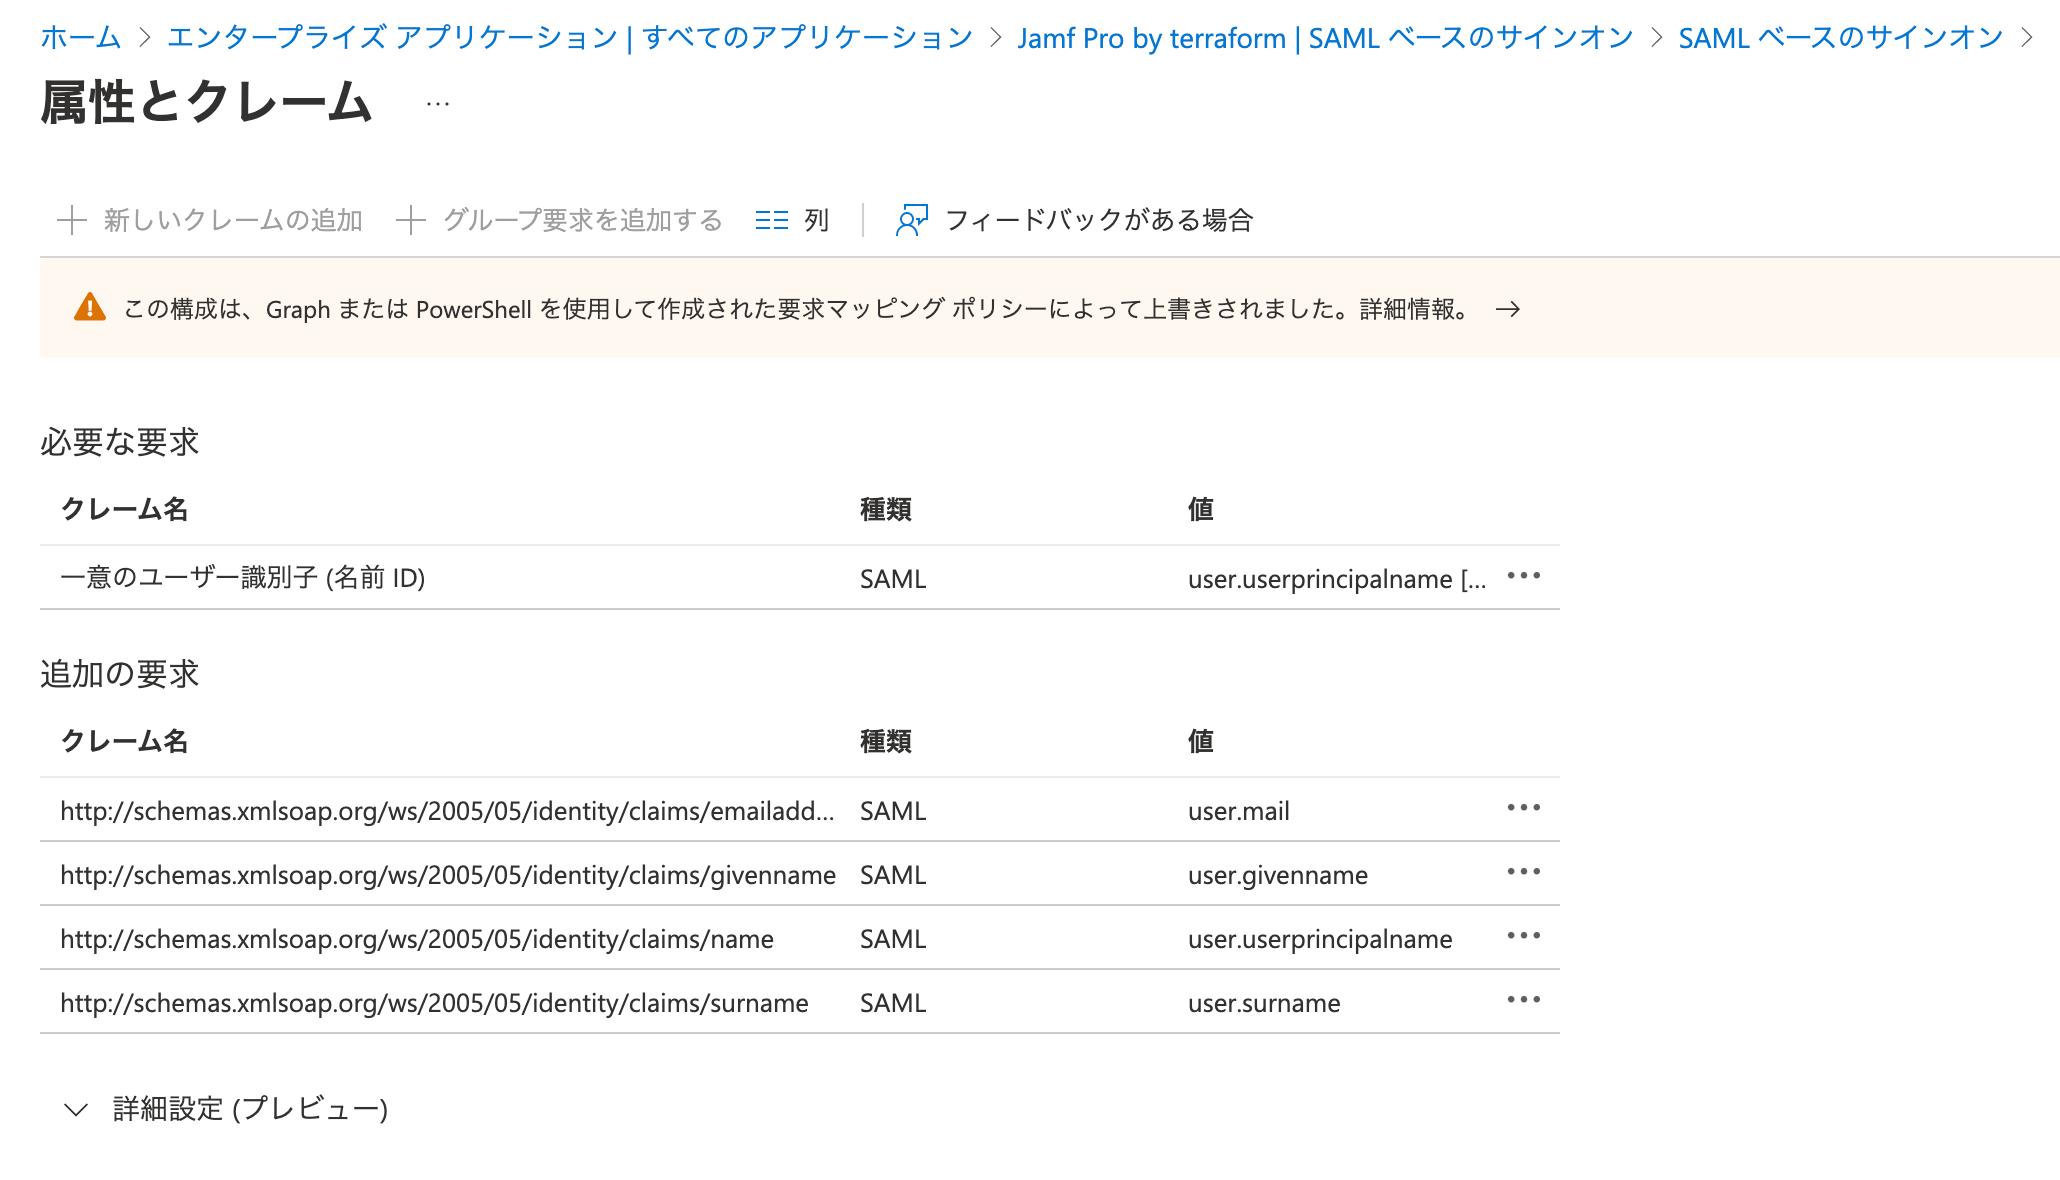 ホーム > エンタープライズ アプリケーション | すべてのアプリケーション > Jamf Pro by terraform | SAML ベースのサインオン > SAML ベースのサインオン >
属性とクレーム ...
新しいクレームの追加 グループ要求を追加する 列 フィードバックがある場合
この構成は、Graph または PowerShell を使用して作成された要求マッピング ポリシーによって上書きされました。詳細情報。 →
必要な要求
クレーム名 種類 値
一意のユーザー識別子 (名前 ID) SAML user.userprincipalname [... •••
追加の要求
クレーム名 種類 値
http://schemas.xmlsoap.org/ws/2005/05/identity/claims/emailadd... SAML user.mail •••
http://schemas.xmlsoap.org/ws/2005/05/identity/claims/givenname SAML user.givenname •••
http://schemas.xmlsoap.org/ws/2005/05/identity/claims/name SAML user.userprincipalname •••
http://schemas.xmlsoap.org/ws/2005/05/identity/claims/surname SAML user.surname •••
詳細設定 (プレビュー)